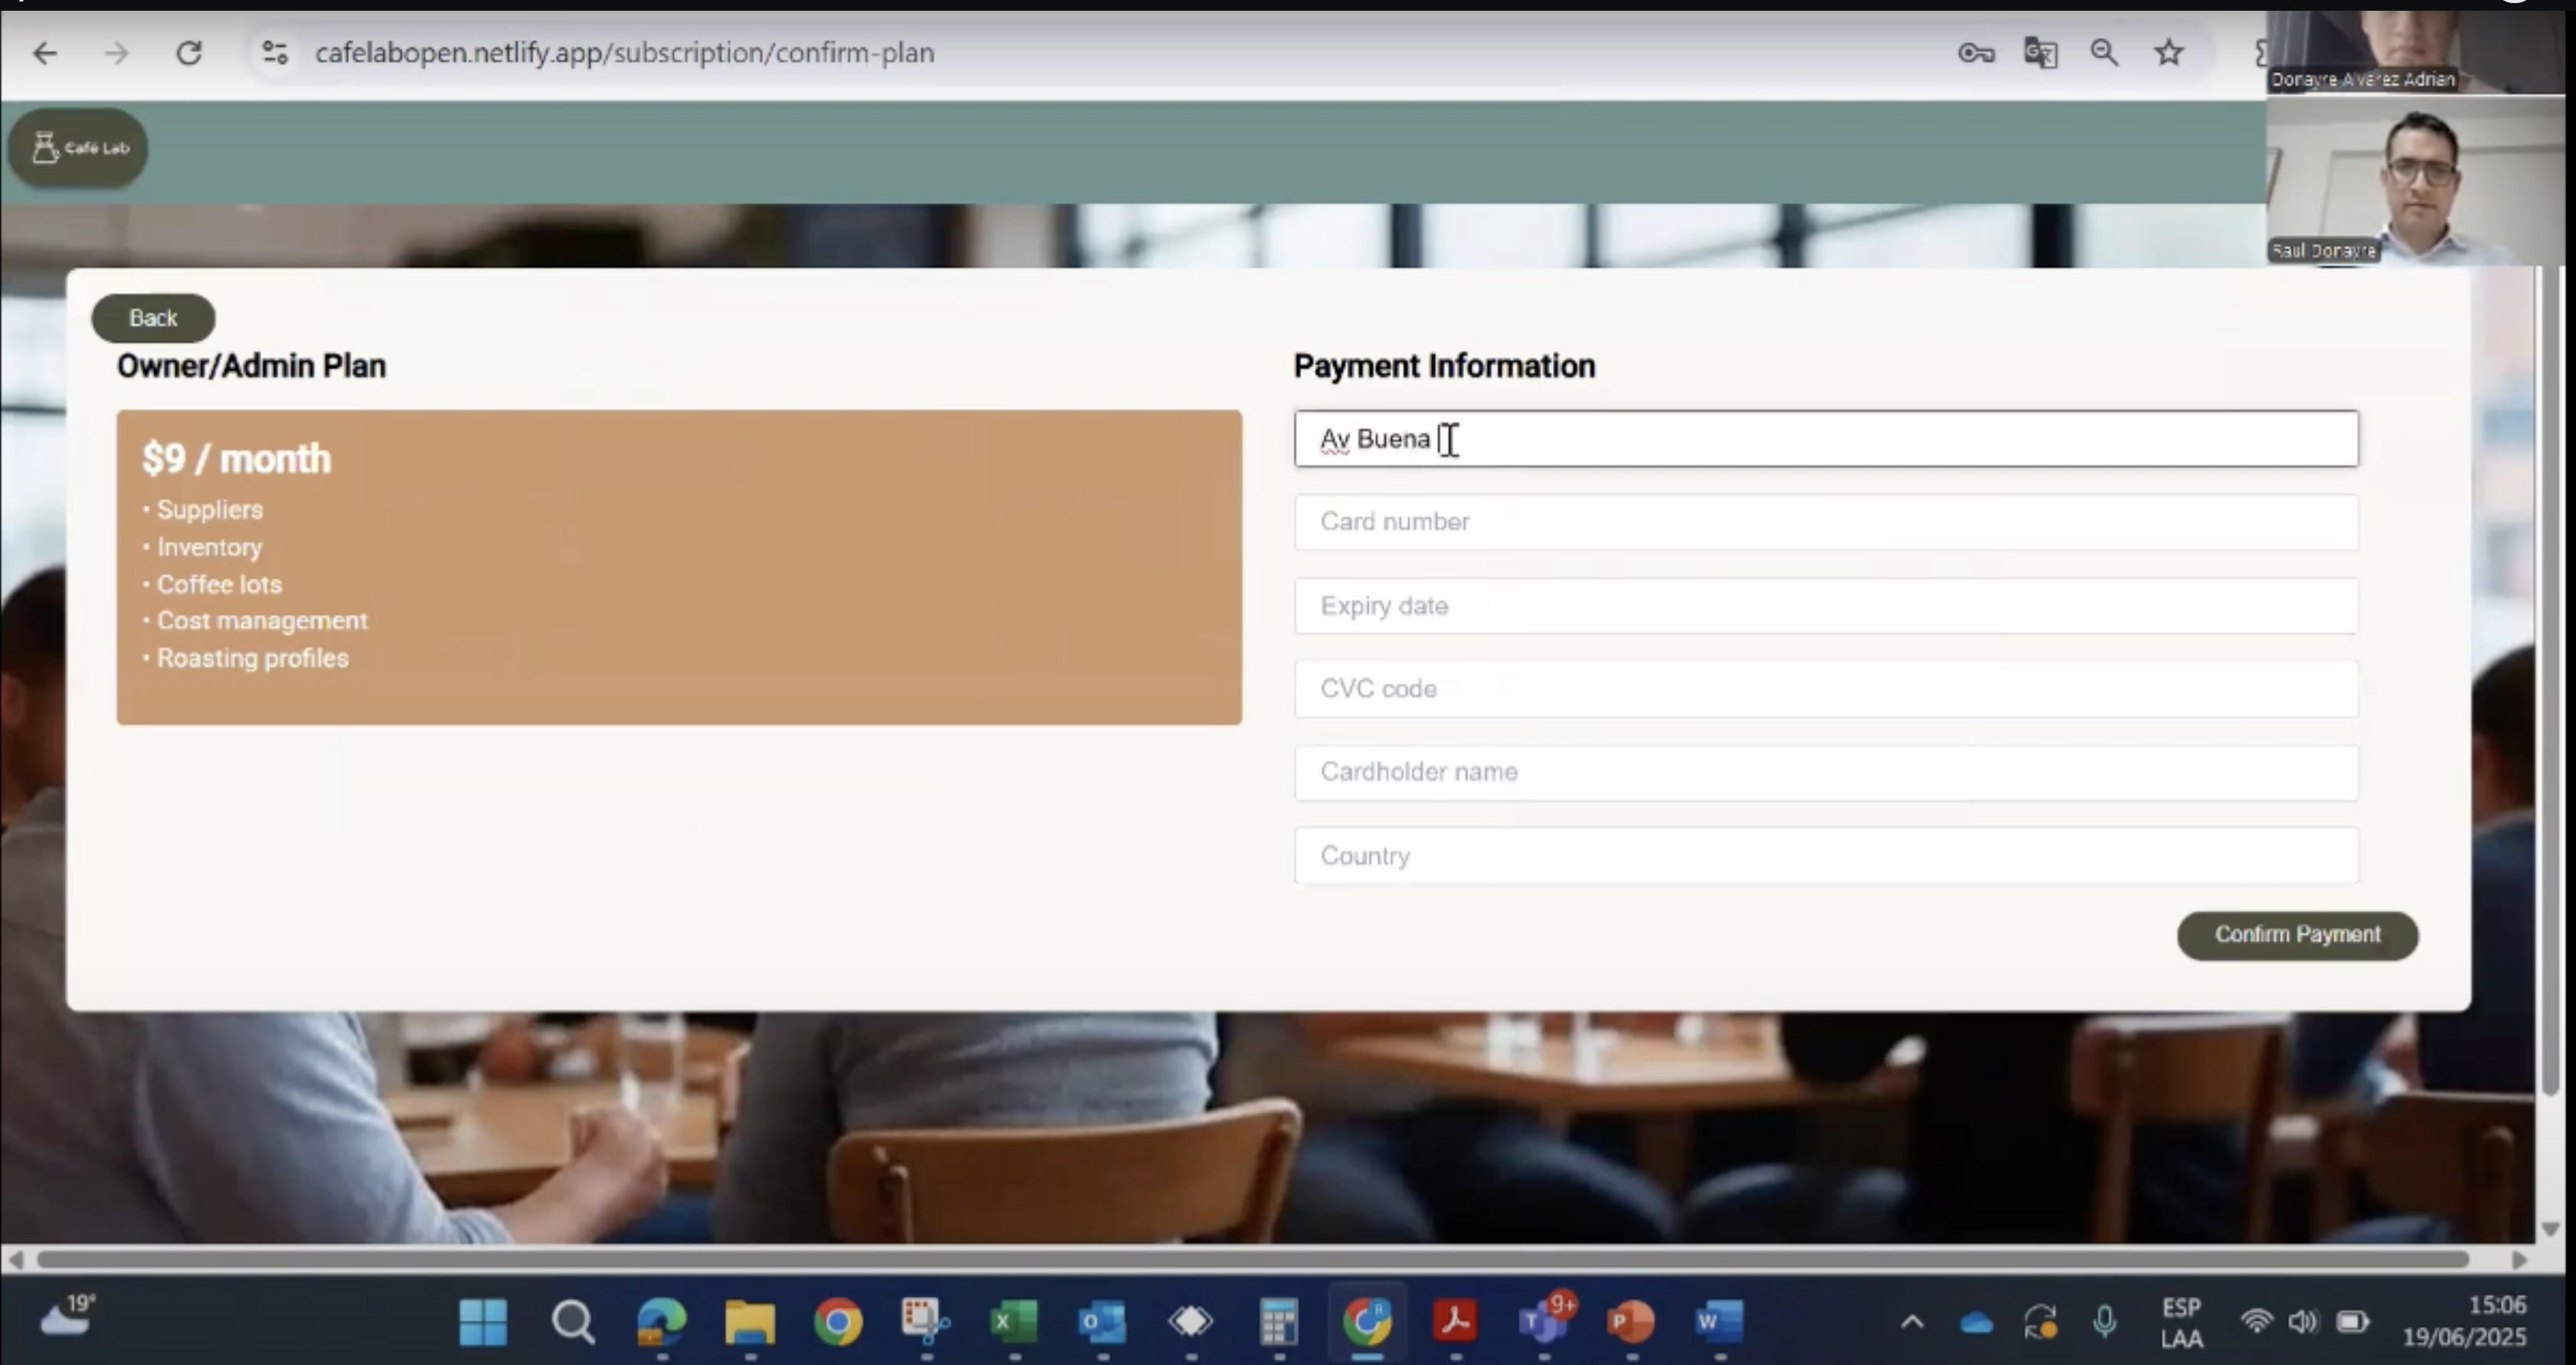 cafelabopen.netlify.app/subscription/confirm-plan
Donayre Alvarez Adrian
Café Lab
Raul Donayre
Back
Owner/Admin Plan
$9 / month
• Suppliers
• Inventory
• Coffee lots
• Cost management
• Roasting profiles
Payment Information
Av Buena
Card number
Expiry date
CVC code
Cardholder name
Country
Confirm Payment
19°
9+
ESP
LAA
15:06
19/06/2025